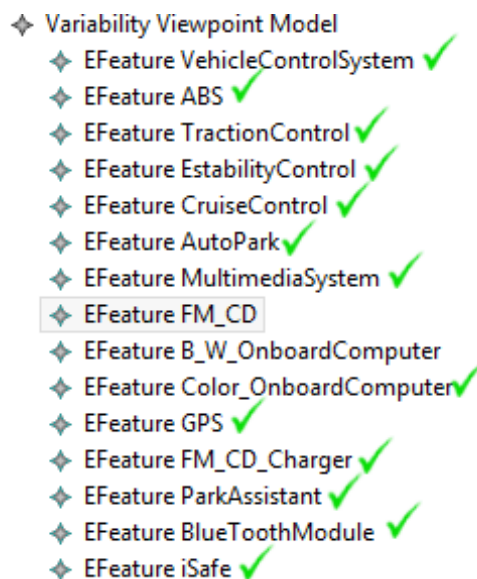 Variability Viewpoint Model
EFeature VehicleControlSystem
EFeature ABS
EFeature TractionControl
EFeature EstabilityControl
EFeature CruiseControl
EFeature AutoPark
EFeature MultimediaSystem
EFeature FM_CD
EFeature B_W_OnboardComputer
EFeature Color_OnboardComputer
EFeature GPS
EFeature FM_CD_Charger
EFeature ParkAssistant
EFeature BlueToothModule
EFeature iSafe